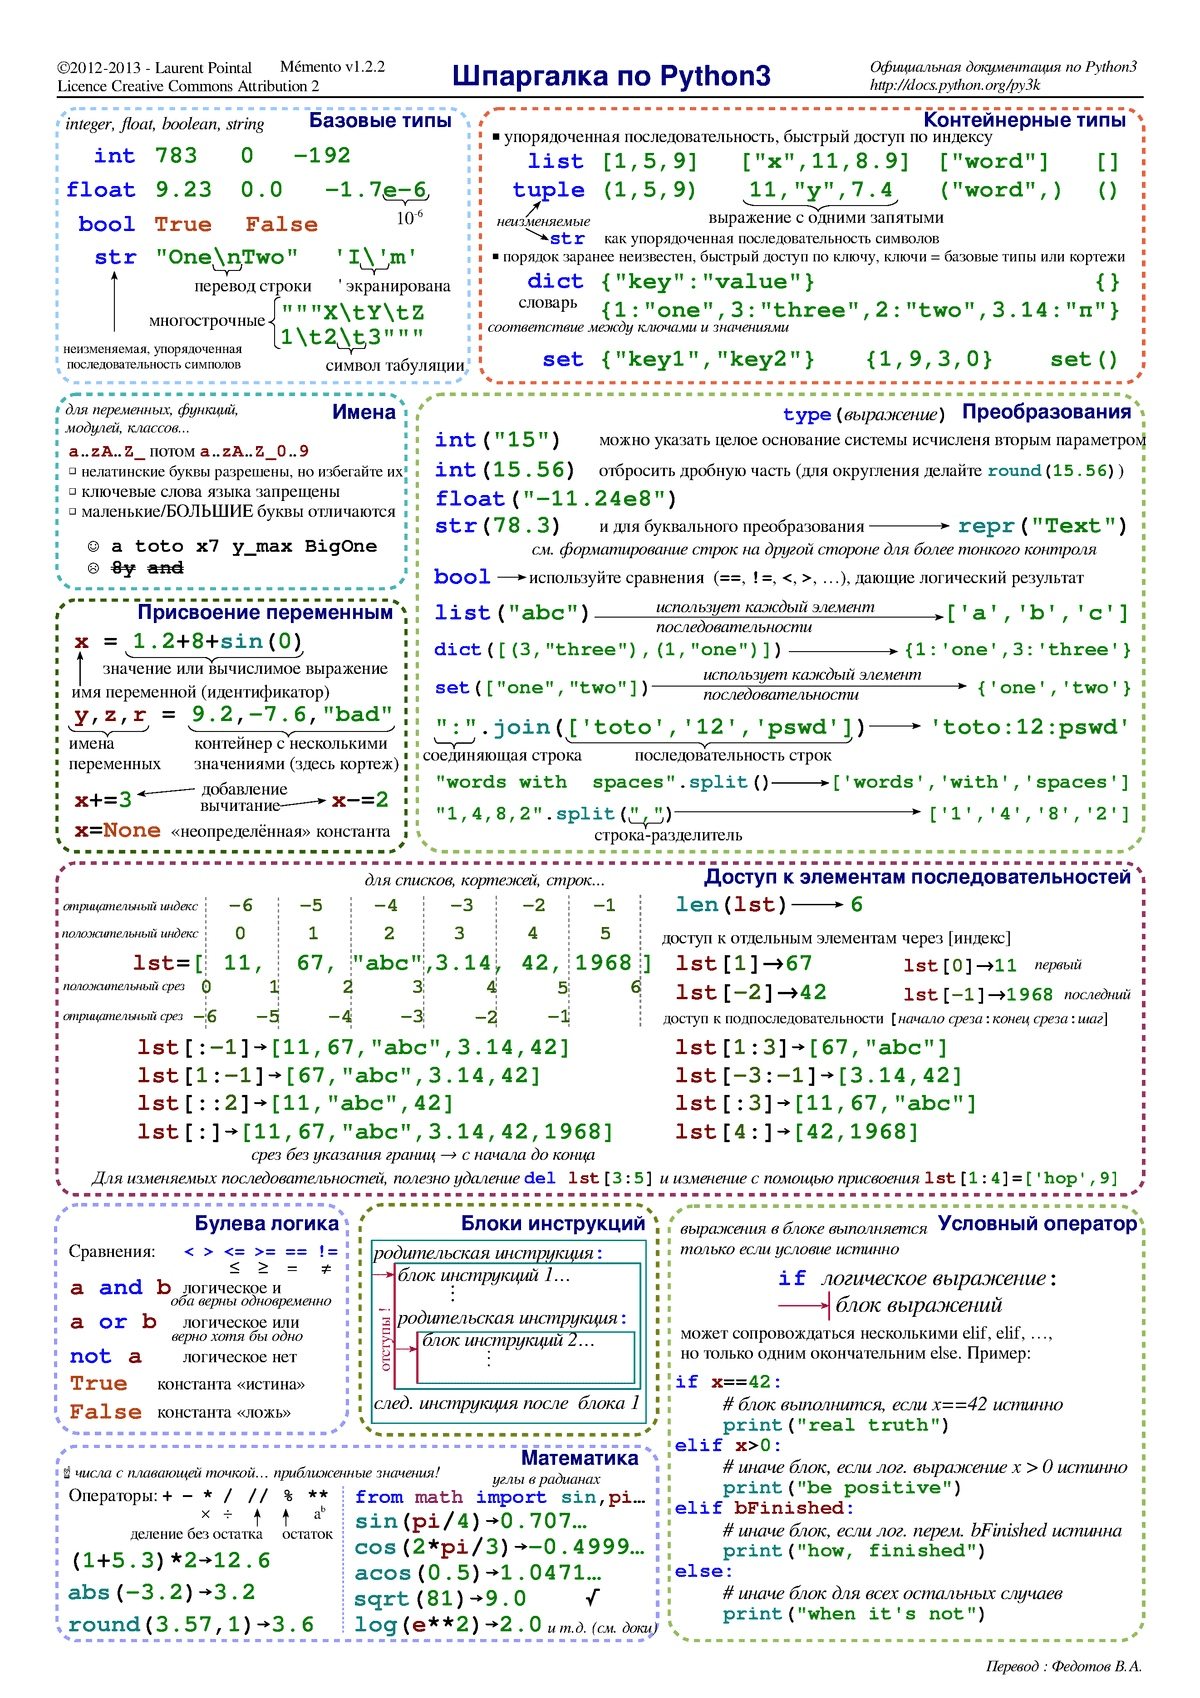 ©2012-2013 - Laurent Pointal Mémento v1.2.2
Licence Creative Commons Attribution 2
Шпаргалка по Python3
Официальная документация по Python3
http://docs.python.org/py3k
integer, float, boolean, string Базовые типы
int 783 0 -192
float 9.23 0.0 -1.7e-6
10⁻⁶
bool True False
str "One\nTwo" 'I\'m'
перевод строки ' экранирована
многострочные """X\tY\tZ
1\t2\t3"""
символ табуляции
неизменяемая, упорядоченная
последовательность симполов
Контейнерные типы
▪ упорядоченная последовательность, быстрый доступ по индексу
list [1,5,9] ["x",11,8.9] ["word"] []
tuple (1,5,9) 11,"y",7.4 ("word",) ()
неизменяемые выражение с одними запятыми
str как упорядоченная последовательность символов
▪ порядок заранее неизвестен, быстрый доступ по ключу, ключи = базовые типы или кортежи
dict {"key":"value"} {}
словарь {1:"one",3:"three",2:"two",3.14:"π"}
соответствие между ключами и значениями
set {"key1","key2"} {1,9,3,0} set()
для переменных, функций, Имена
модулей, классов...
a..zA..Z_ потом a..zA..Z_0..9
▫ нелатинские буквы разрешены, но избегайте их
▫ ключевые слова языка запрещены
▫ маленькие/БОЛЬШИЕ буквы отличаются
☺ a toto x7 y_max BigOne
☹ 8y and
Присвоение переменным
x = 1.2+8+sin(0)
значение или вычислимое выражение
имя переменной (идентификатор)
y,z,r = 9.2,-7.6,"bad"
имена контейнер с несколькими
переменных значениями (здесь кортеж)
x+=3 добавление
вычитание x-=2
x=None «неопределённая» константа
type(выражение) Преобразования
int("15") можно указать целое основание системы исчисленя вторым параметром
int(15.56) отбросить дробную часть (для округления делайте round(15.56))
float("-11.24e8")
str(78.3) и для буквального преобразования → repr("Text")
см. форматирование строк на другой стороне для более тонкого контроля
bool → используйте сравнения (==, !=, <, >, …), дающие логический результат
list("abc") использует каждый элемент → ['a','b','c']
последовательности
dict([(3,"three"),(1,"one")]) → {1:'one',3:'three'}
set(["one","two"]) использует каждый элемент → {'one','two'}
последовательности
":".join(['toto','12','pswd']) → 'toto:12:pswd'
соединяющая строка последовательность строк
"words with  spaces".split() → ['words','with','spaces']
"1,4,8,2".split(",") → ['1','4','8','2']
строка-разделитель
для списков, кортежей, строк... Доступ к элементам последовательностей
отрицательный индекс -6 -5 -4 -3 -2 -1
положительный индекс 0 1 2 3 4 5
lst=[ 11, 67, "abc",3.14, 42, 1968 ]
положительный срез 0 1 2 3 4 5 6
отрицательный срез -6 -5 -4 -3 -2 -1
len(lst) → 6
доступ к отдельным элементам через [индекс]
lst[1]→67 lst[0]→11 первый
lst[-2]→42 lst[-1]→1968 последний
доступ к подпоследовательности [начало среза:конец среза:шаг]
lst[:-1]→[11,67,"abc",3.14,42] lst[1:3]→[67,"abc"]
lst[1:-1]→[67,"abc",3.14,42] lst[-3:-1]→[3.14,42]
lst[::2]→[11,"abc",42] lst[:3]→[11,67,"abc"]
lst[:]→[11,67,"abc",3.14,42,1968] lst[4:]→[42,1968]
срез без указания границ → с начала до конца
Для изменяемых последовательностей, полезно удаление del lst[3:5] и изменение с помощью присвоения lst[1:4]=['hop',9]
Булева логика
Сравнения: < > <= >= == !=
≤ ≥ = ≠
a and b логическое и
оба верны одновременно
a or b логическое или
верно хотя бы одно
not a логическое нет
True константа «истина»
False константа «ложь»
Блоки инструкций
родительская инструкция:
блок инструкций 1…
⋮
родительская инструкция:
блок инструкций 2…
⋮
отступы !
след. инструкция после блока 1
выражения в блоке выполняется Условный оператор
только если условие истинно
if логическое выражение:
блок выражений
может сопровождаться несколькими elif, elif, …,
но только одним окончательним else. Пример:
if x==42:
# блок выполнится, если x==42 истинно
print("real truth")
elif x>0:
# иначе блок, если лог. выражение x > 0 истинно
print("be positive")
elif bFinished:
# иначе блок, если лог. перем. bFinished истинна
print("how, finished")
else:
# иначе блок для всех остальных случаев
print("when it's not")
Математика
числа с плавающей точкой… приближенные значения! углы в радианах
Операторы: + - * / // % **
× ÷ aᵇ
деление без остатка остаток
(1+5.3)*2→12.6
abs(-3.2)→3.2
round(3.57,1)→3.6
from math import sin,pi…
sin(pi/4)→0.707…
cos(2*pi/3)→-0.4999…
acos(0.5)→1.0471…
sqrt(81)→9.0 √
log(e**2)→2.0 и т.д. (см. доки)
Перевод : Федотов В.А.